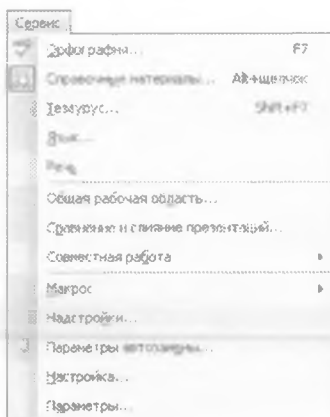 Сервис
Орфография... F7
Справочные материалы... Alt+щелчок
Тезаурус... Shift+F7
Язык...
Речь
Общая рабочая область...
Сравнение и слияние презентаций...
Совместная работа
Макрос
Надстройки...
Параметры автозамены...
Настройка...
Параметры...